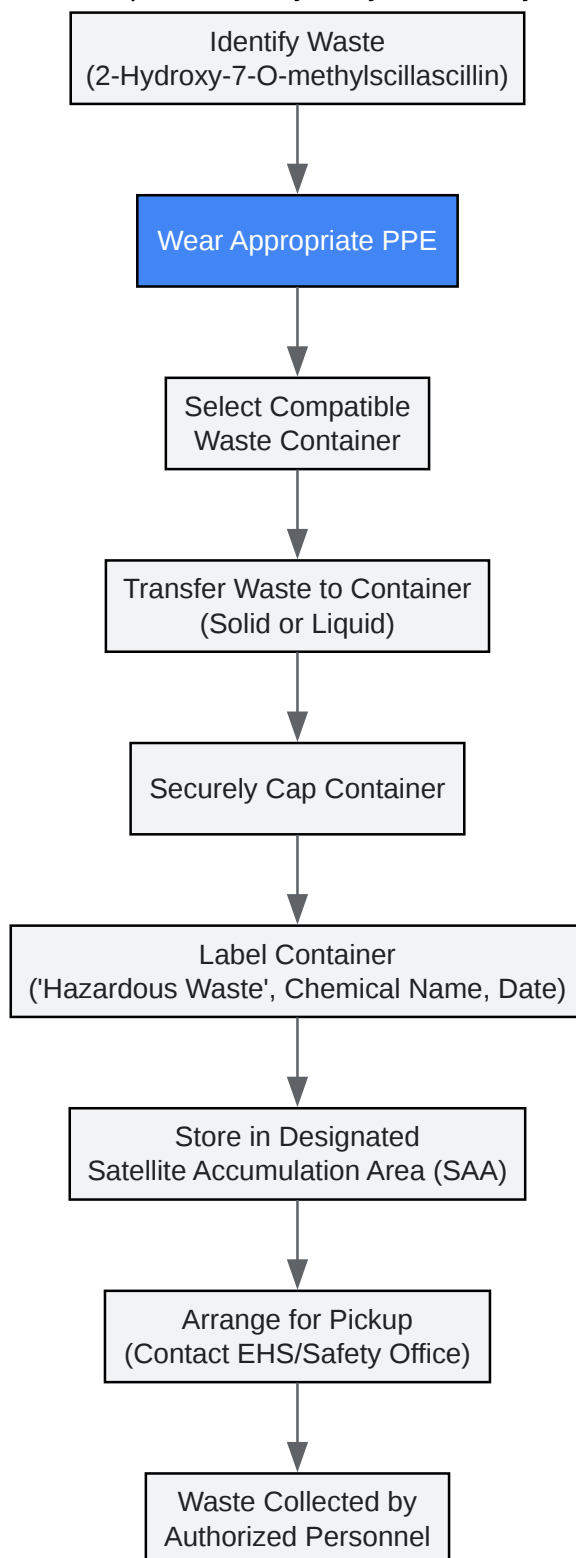 Identify Waste
(2-Hydroxy-7-O-methylscillascillin)
Wear Appropriate PPE
Select Compatible
Waste Container
Transfer Waste to Container
(Solid or Liquid)
Securely Cap Container
Label Container
('Hazardous Waste', Chemical Name, Date)
Store in Designated
Satellite Accumulation Area (SAA)
Arrange for Pickup
(Contact EHS/Safety Office)
Waste Collected by
Authorized Personnel